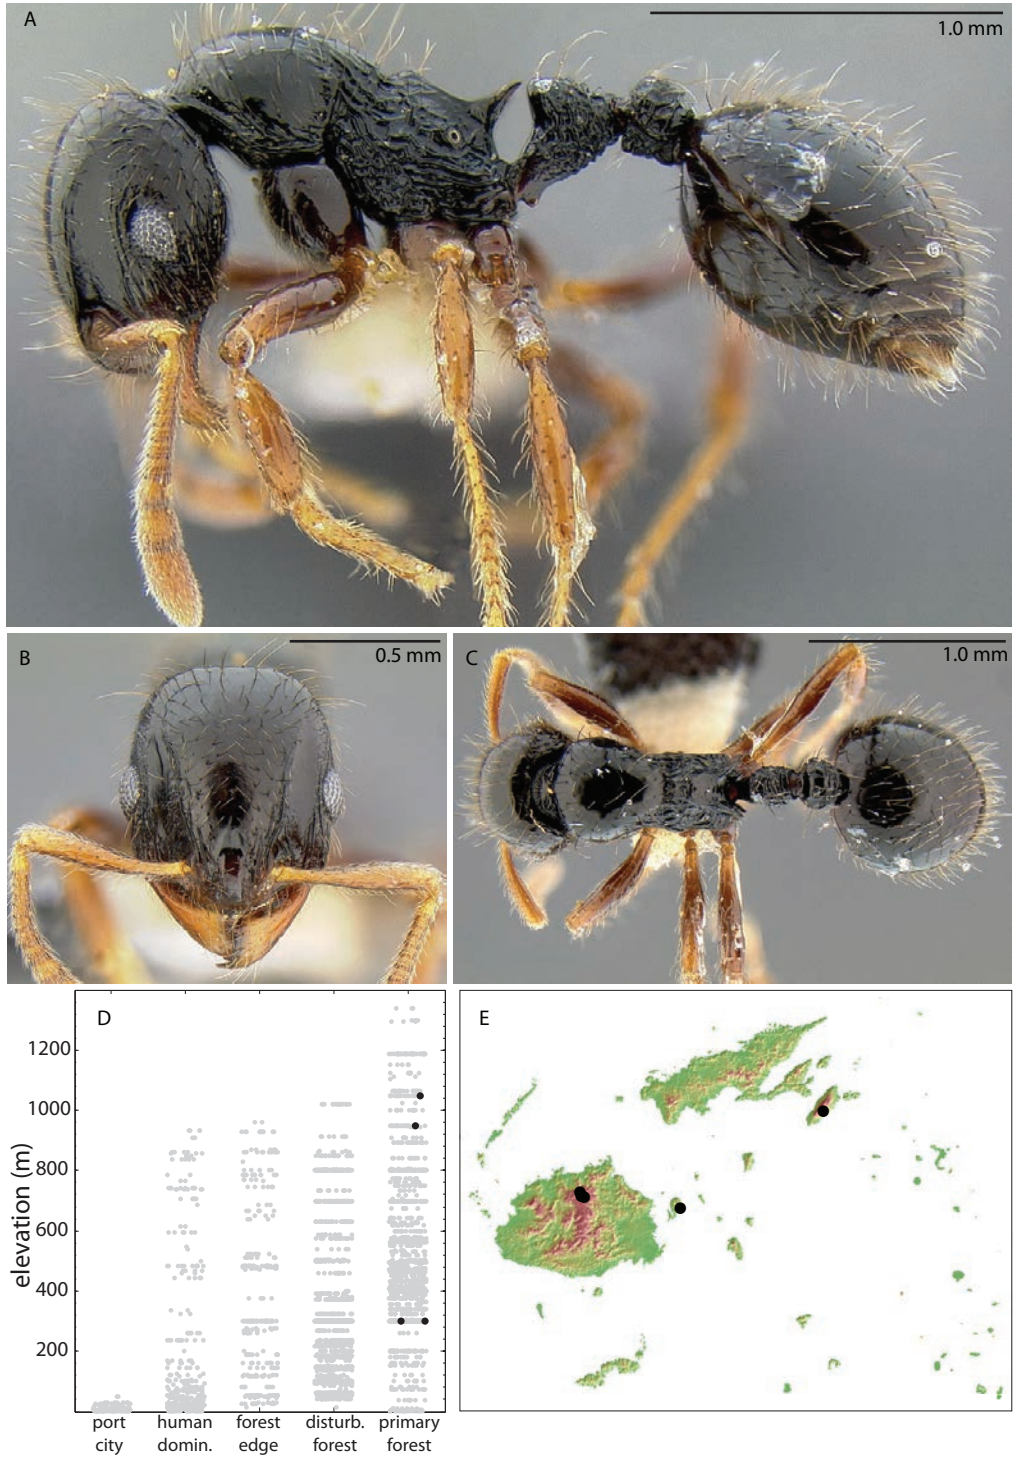 A
1.0 mm
B
0.5 mm
C
1.0 mm
D
E
elevation (m)
1200
1000
800
600
400
200
port city
human domin.
forest edge
disturb. forest
primary forest